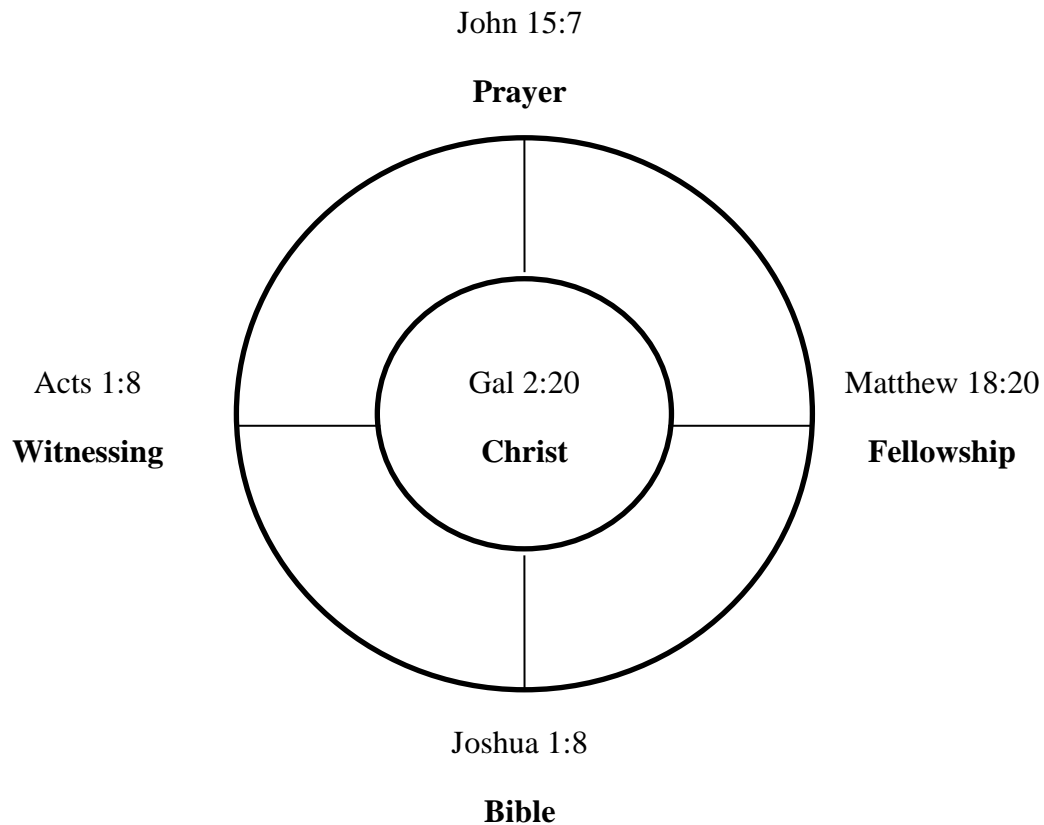 John 15:7
Prayer
Acts 1:8
Witnessing
Gal 2:20
Christ
Matthew 18:20
Fellowship
Joshua 1:8
Bible